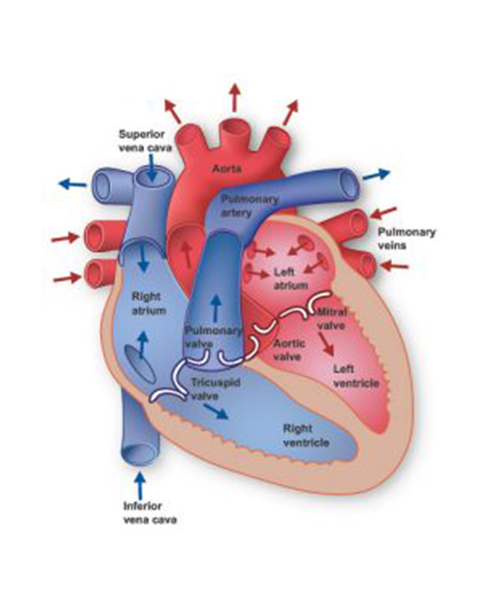 Superior
vena cava
Aorta
Pulmonary
artery
Pulmonary
veins
Left
atrium
Right
atrium
Mitral
valve
Pulmonary
valve
Aortic
valve
Left
ventricle
Tricuspid
valve
Right
ventricle
Inferior
vena cava